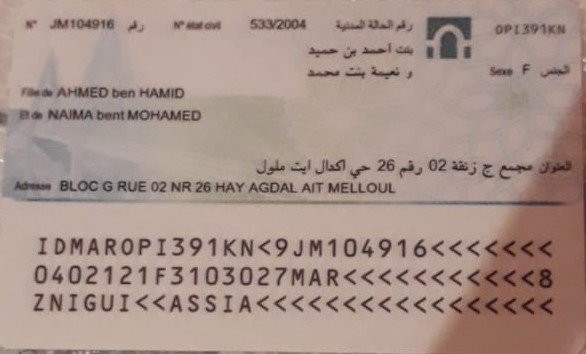 N° JM104916 رقم N° état civil 533/2004 رقم الحالة المدنية OPI391KN
بنت أحمد بن حميد
و نعيمة بنت محمد
Sexe F الجنس
Fille de AHMED ben HAMID
Et de NAIMA bent MOHAMED
العنوان مجمع ج زنقة 02 رقم 26 حي اكدال ايت ملول
Adresse BLOC G RUE 02 NR 26 HAY AGDAL AIT MELLOUL
IDMAROPI391KN<9JM104916<<<<<<<
0402121F3103027MAR<<<<<<<<<<<8
ZNIGUI<<ASSIA<<<<<<<<<<<<<<<<<